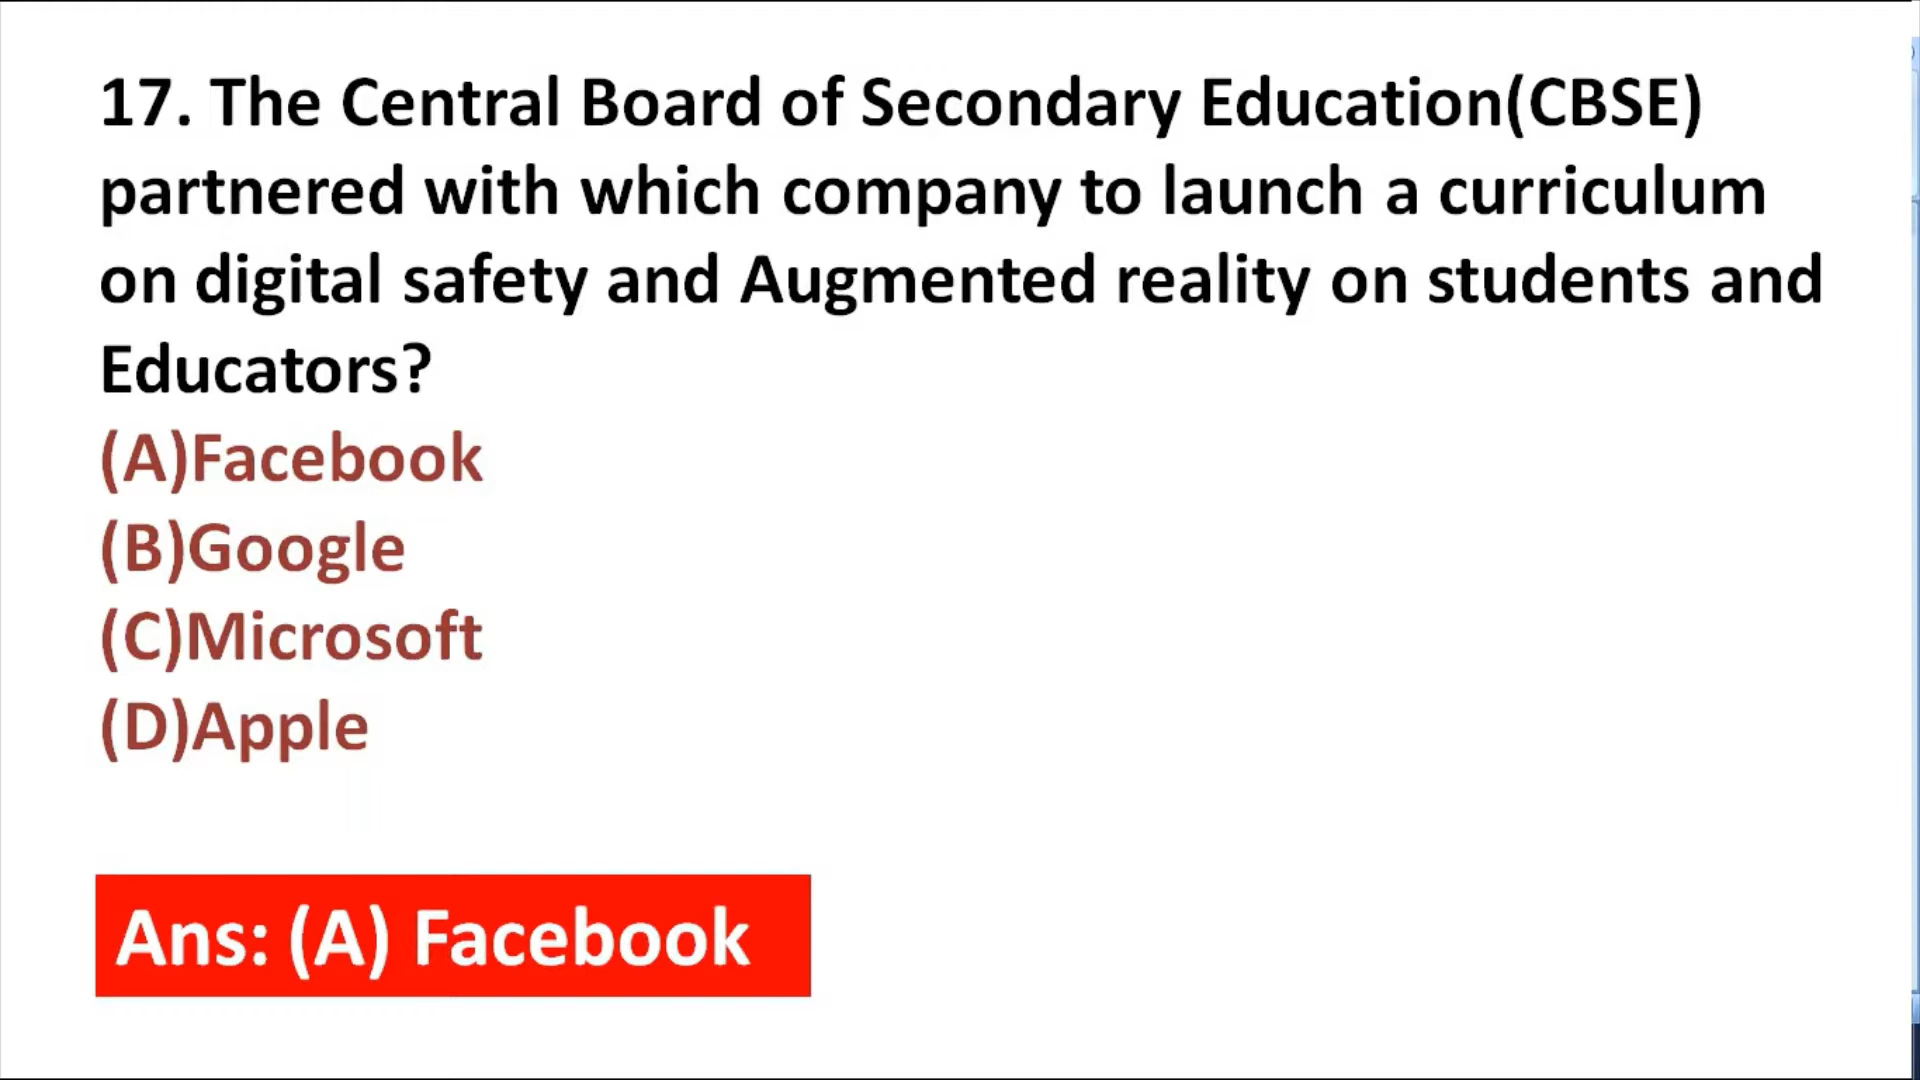 17. The Central Board of Secondary Education(CBSE)
partnered with which company to launch a curriculum
on digital safety and Augmented reality on students and
Educators?
(A)Facebook
(B)Google
(C)Microsoft
(D)Apple
Ans: (A) Facebook